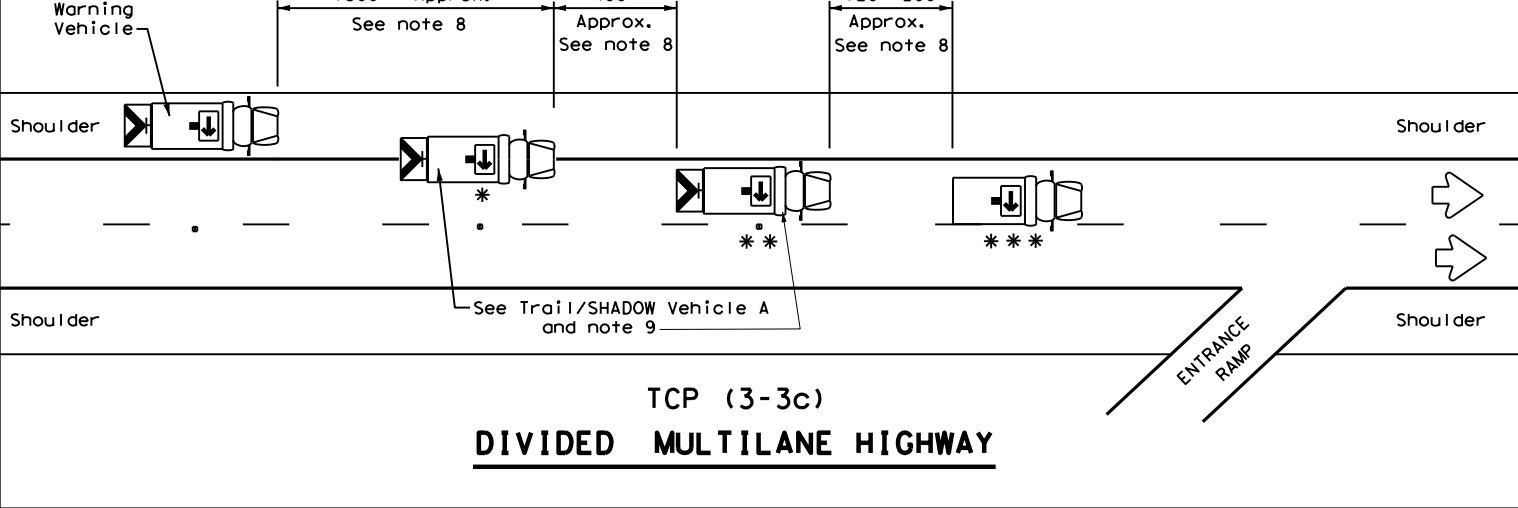 Warning
Vehicle
Approx.
See note 8
Approx.
See note 8
See note 8
Shoulder
Shoulder
*
* *
* * *
See Trail/SHADOW Vehicle A
and note 9
Shoulder
Shoulder
ENTRANCE
RAMP
TCP (3-3c)
DIVIDED MULTILANE HIGHWAY